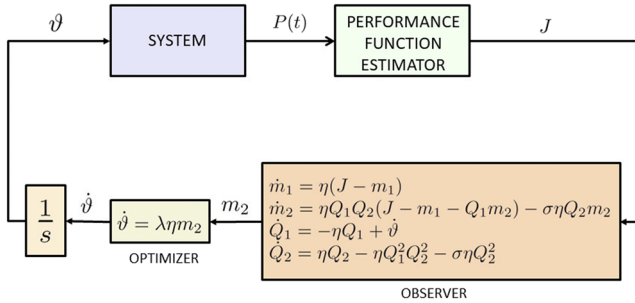 ϑ
SYSTEM
P(t)
PERFORMANCE
FUNCTION
ESTIMATOR
J
1/s
ϑ̇
ϑ̇ = ληm₂
OPTIMIZER
m₂
ṁ₁ = η(J − m₁)
ṁ₂ = ηQ₁Q₂(J − m₁ − Q₁m₂) − σηQ₂m₂
Q̇₁ = −ηQ₁ + ϑ̇
Q̇₂ = ηQ₂ − ηQ₁²Q₂² − σηQ₂²
OBSERVER